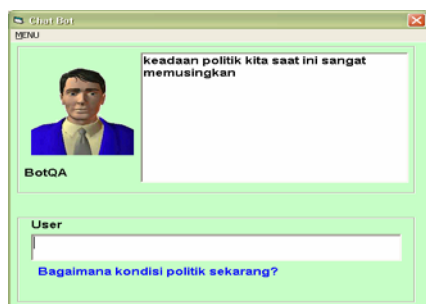 Chat Bot
MENU
keadaan politik kita saat ini sangat
memusingkan
BotQA
User
Bagaimana kondisi politik sekarang?